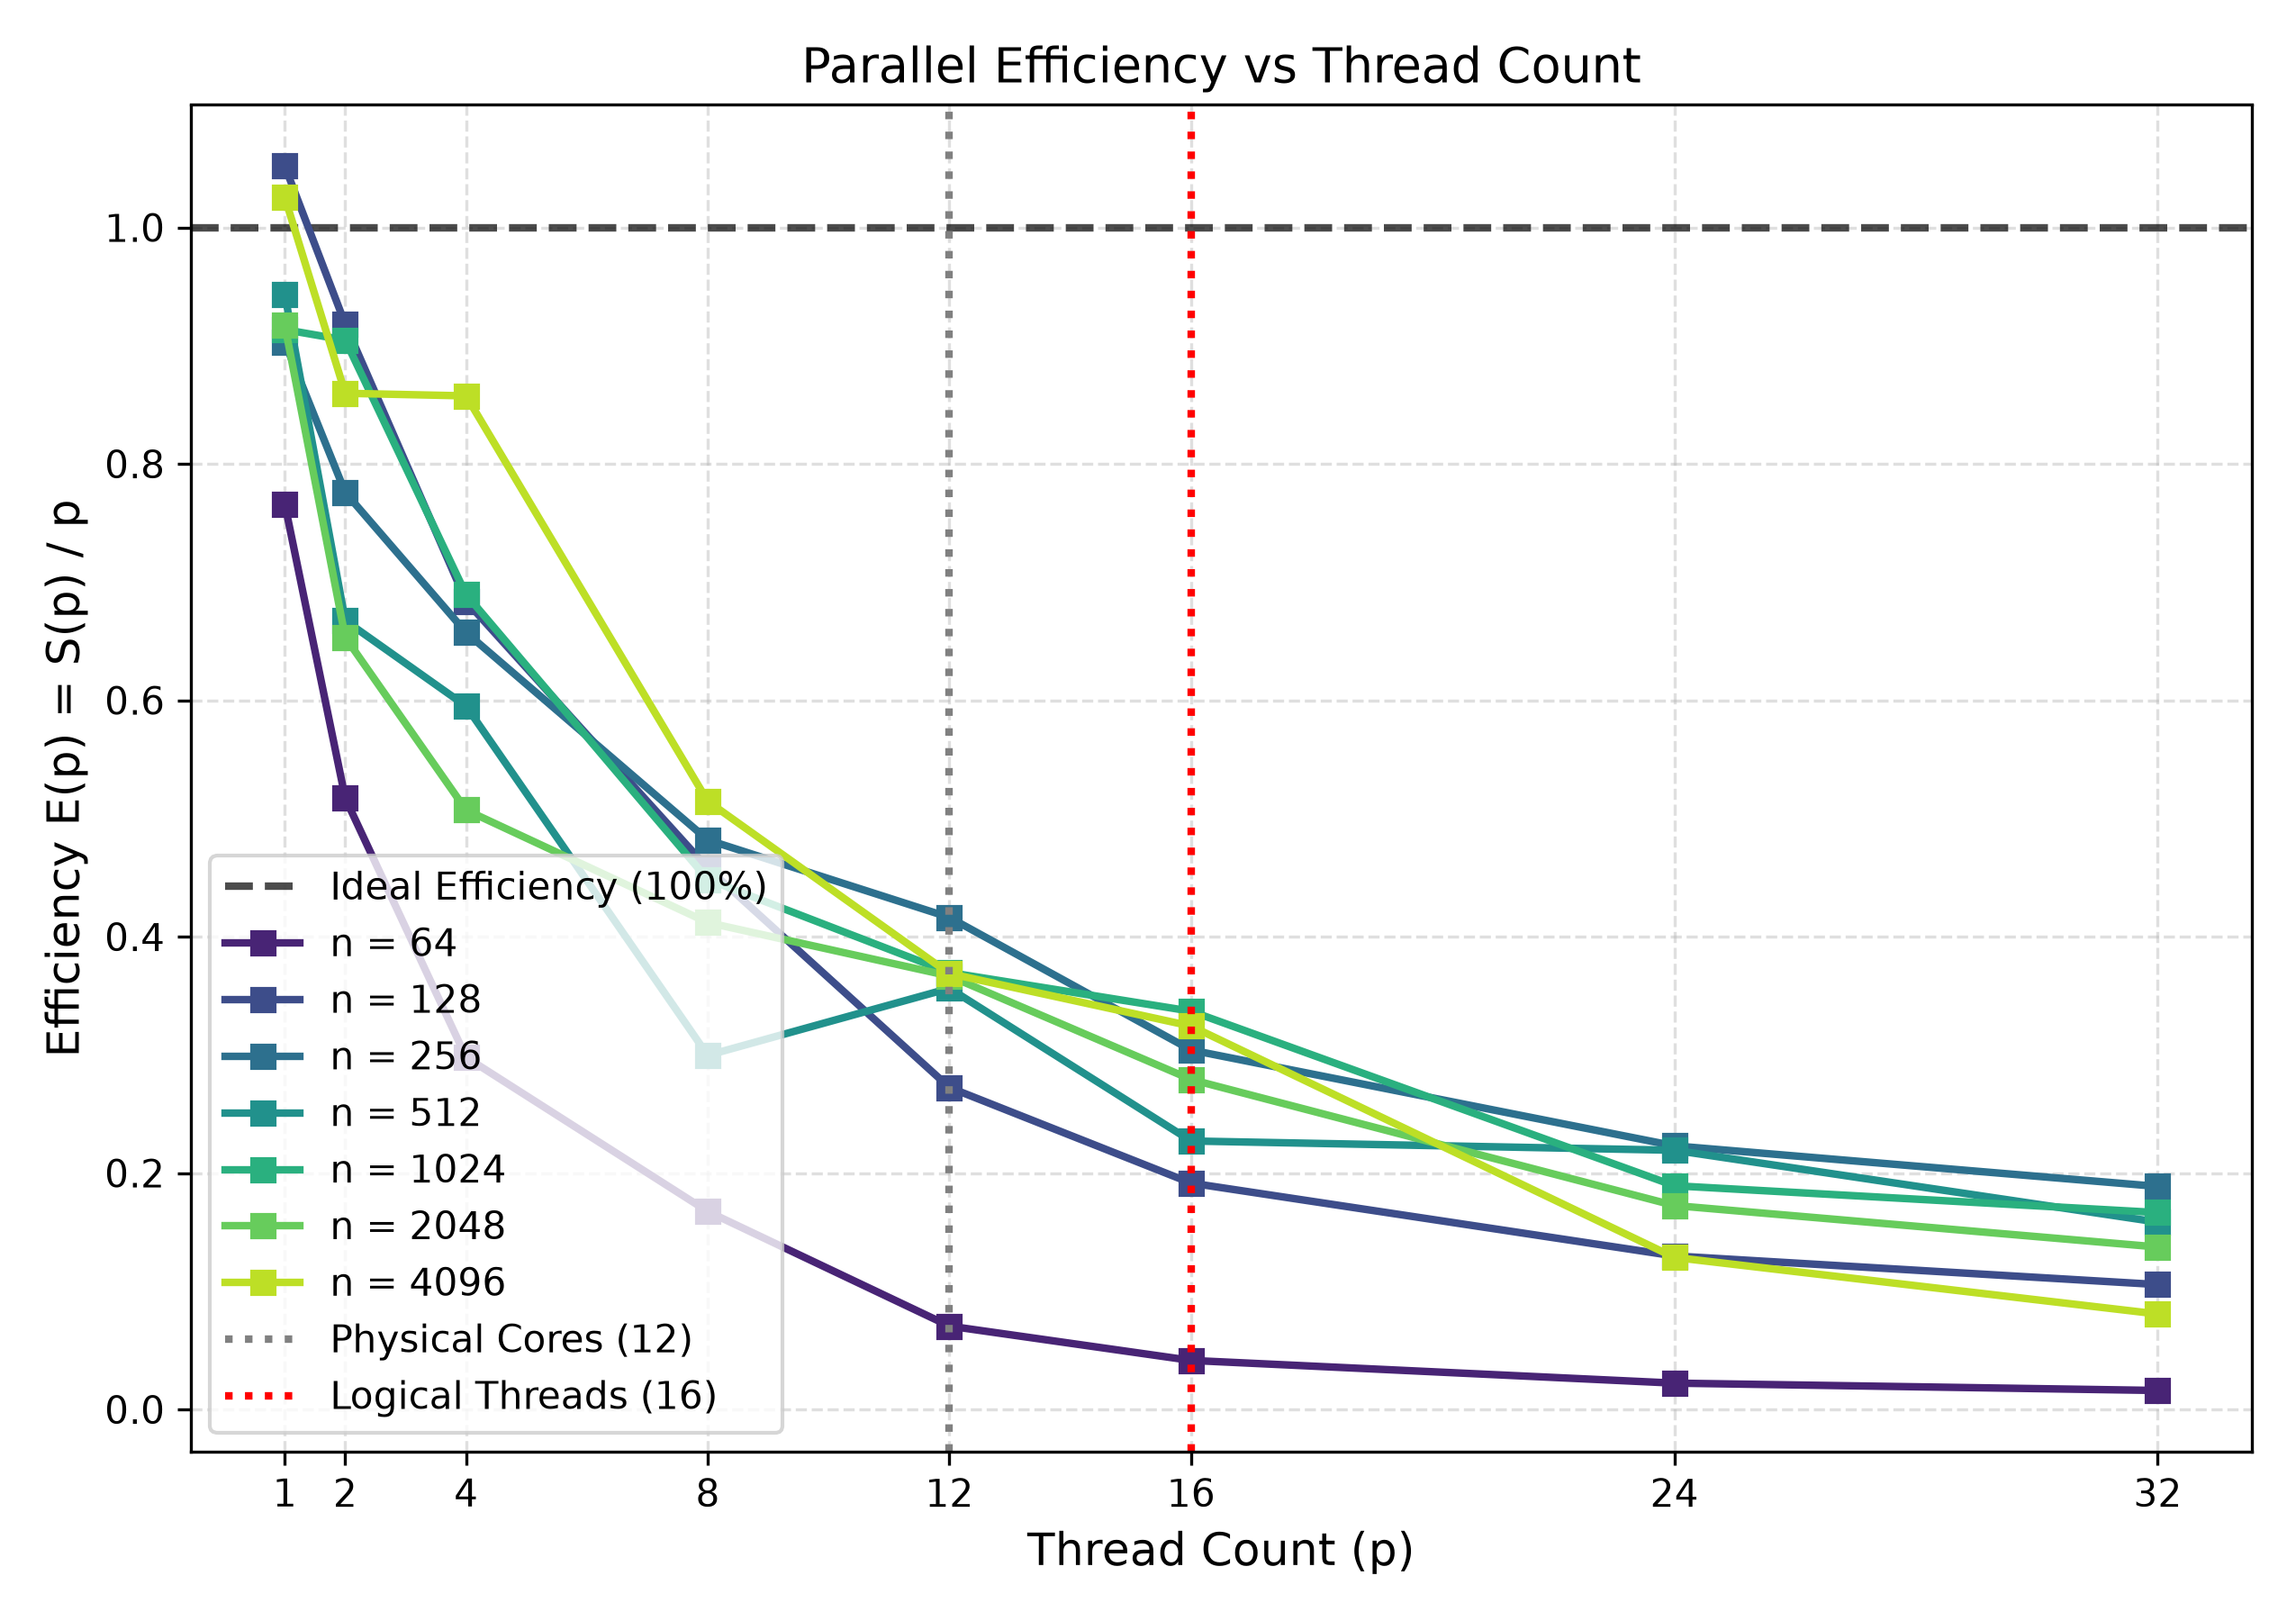 Parallel Efficiency vs Thread Count
Efficiency E(p) = S(p) / p
1.0
0.8
0.6
0.4
0.2
0.0
Ideal Efficiency (100%)
n = 64
n = 128
n = 256
n = 512
n = 1024
n = 2048
n = 4096
Physical Cores (12)
Logical Threads (16)
1 2 4 8 12 16 24 32
Thread Count (p)